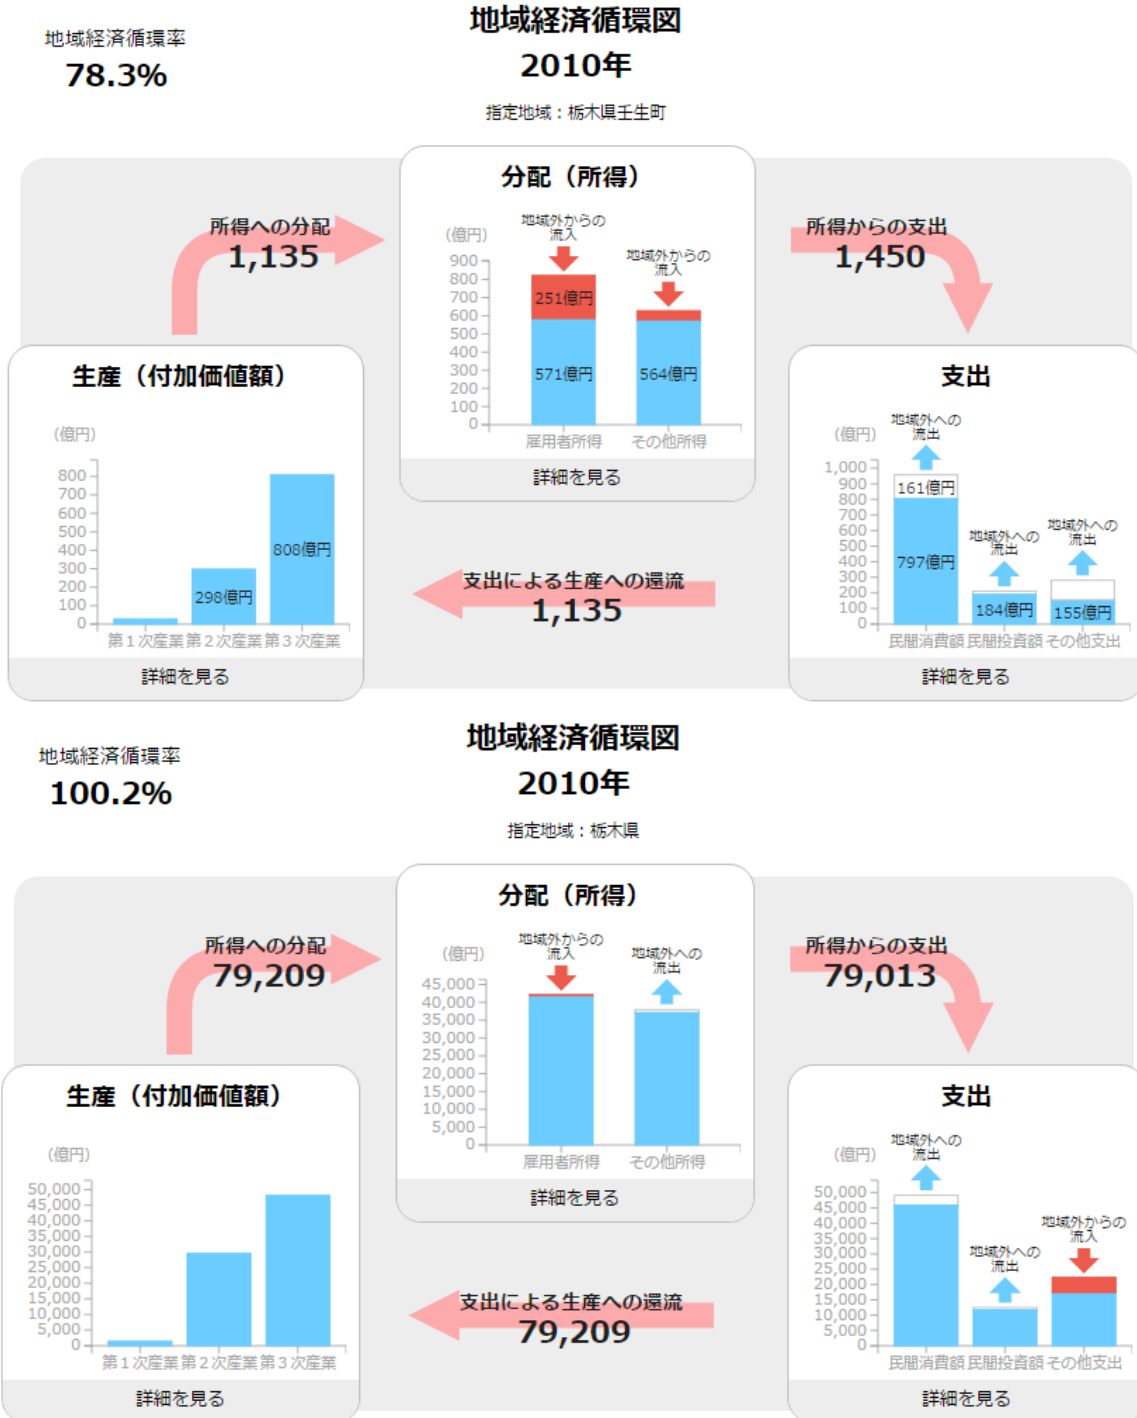 地域経済循環率
78.3%
地域経済循環図
2010年
指定地域：栃木県壬生町
分配（所得）
所得への分配
1,135
地域外からの
流入
地域外からの
流入
（億円）
900
800
700
600
500
400
300
200
100
0
251億円
571億円
564億円
雇用者所得
その他所得
詳細を見る
所得からの支出
1,450
生産（付加価値額）
（億円）
800
700
600
500
400
300
200
100
0
298億円
808億円
第１次産業
第２次産業
第３次産業
詳細を見る
支出による生産への還流
1,135
支出
地域外への
流出
（億円）
1,000
900
800
700
600
500
400
300
200
100
0
161億円
797億円
地域外への
流出
184億円
地域外への
流出
155億円
民間消費額
民間投資額
その他支出
詳細を見る
地域経済循環率
100.2%
地域経済循環図
2010年
指定地域：栃木県
分配（所得）
所得への分配
79,209
地域外からの
流入
地域外への
流出
（億円）
45,000
40,000
35,000
30,000
25,000
20,000
15,000
10,000
5,000
0
雇用者所得
その他所得
詳細を見る
所得からの支出
79,013
生産（付加価値額）
（億円）
50,000
45,000
40,000
35,000
30,000
25,000
20,000
15,000
10,000
5,000
0
第１次産業
第２次産業
第３次産業
詳細を見る
支出による生産への還流
79,209
支出
地域外への
流出
（億円）
50,000
45,000
40,000
35,000
30,000
25,000
20,000
15,000
10,000
5,000
0
地域外への
流出
地域外からの
流入
民間消費額
民間投資額
その他支出
詳細を見る